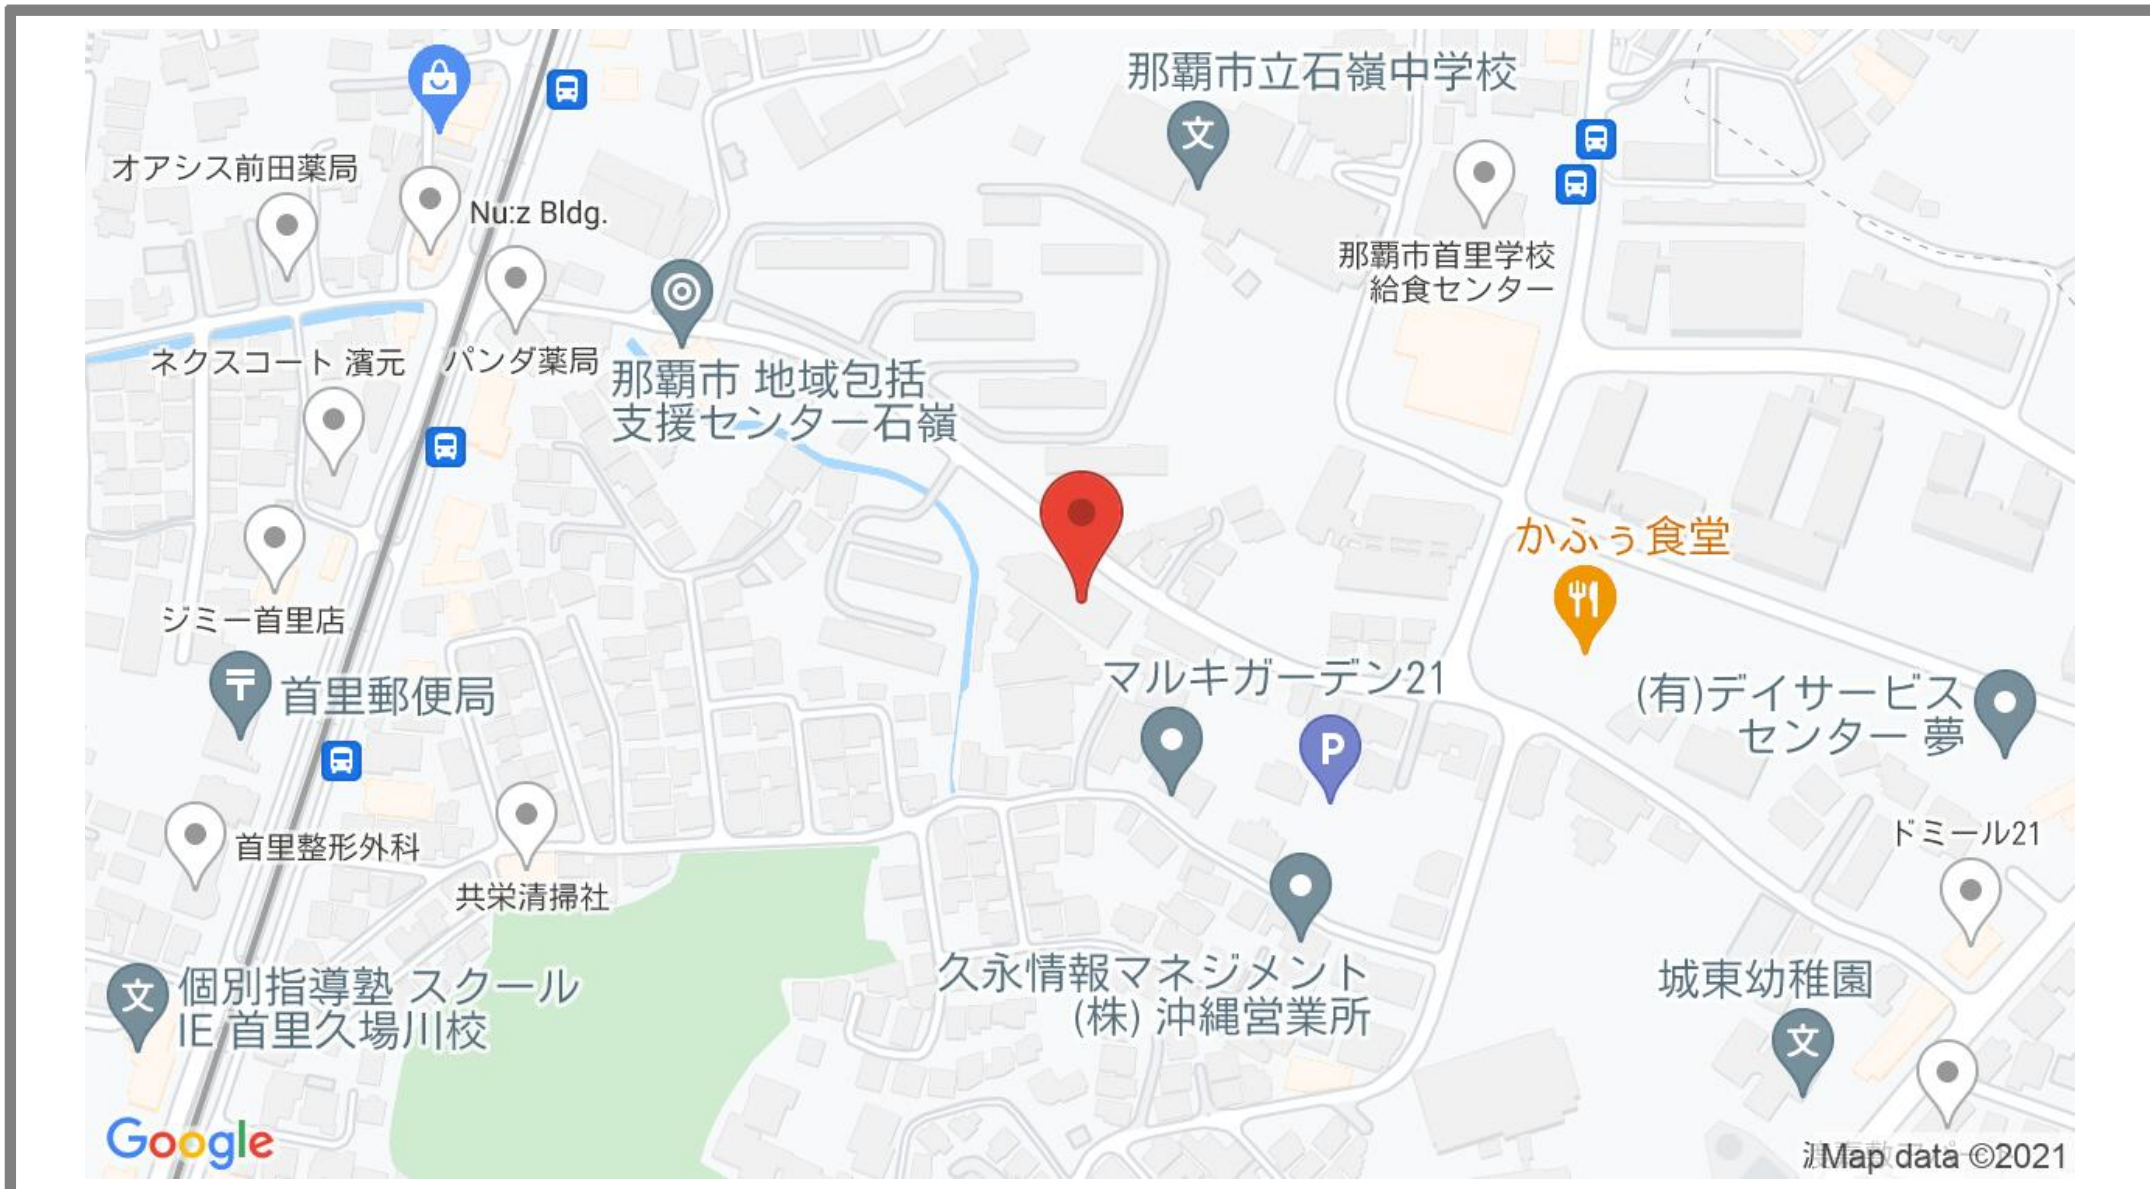 那覇市立石嶺中学校
文
オアシス前田薬局
Nu:z Bldg.
那覇市首里学校
給食センター
ネクスコート 濱元
パンダ薬局
那覇市 地域包括
支援センター石嶺
かふぅ食堂
ジミー首里店
〒
首里郵便局
マルキガーデン21
P
(有)デイサービス
センター 夢
首里整形外科
ドミール21
共栄清掃社
文
個別指導塾 スクール
IE 首里久場川校
久永情報マネジメント
(株) 沖縄営業所
城東幼稚園
文
Google
Map data ©2021